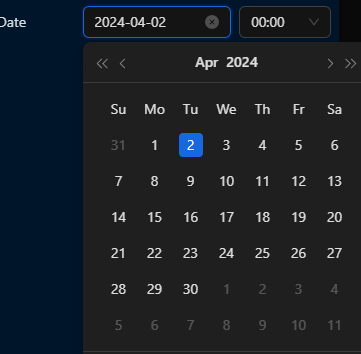 Date 2024-04-02 00:00
Apr 2024
Su Mo Tu We Th Fr Sa
31 1 2 3 4 5 6
7 8 9 10 11 12 13
14 15 16 17 18 19 20
21 22 23 24 25 26 27
28 29 30 1 2 3 4
5 6 7 8 9 10 11